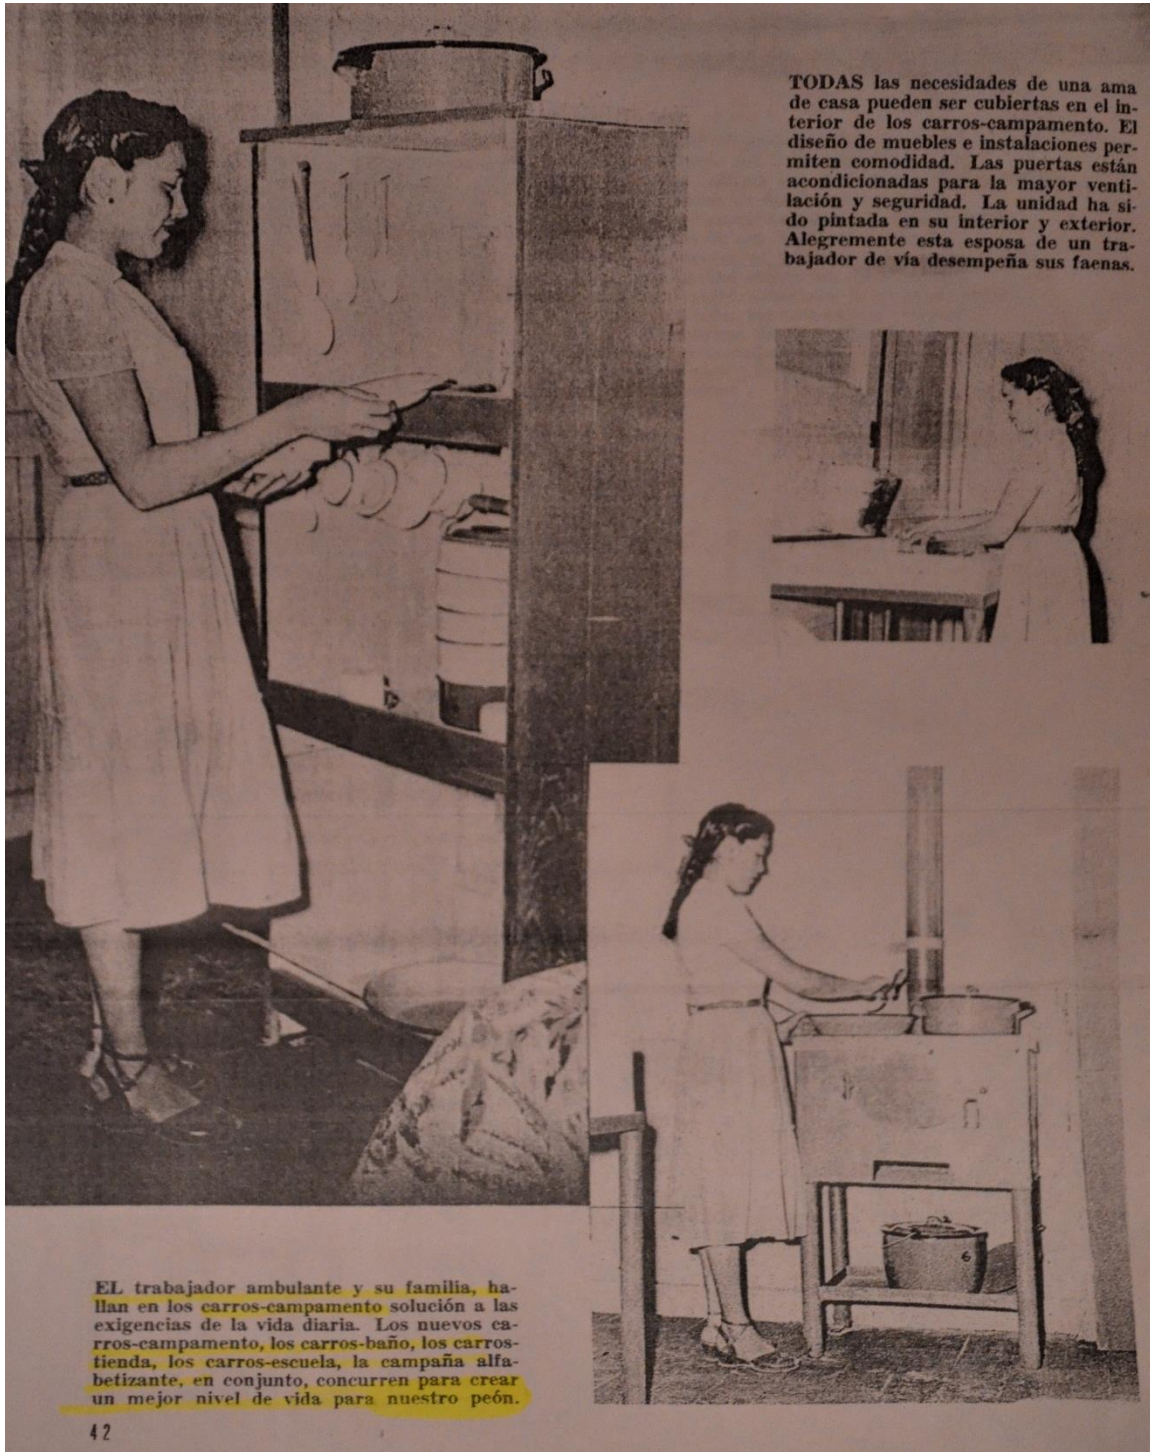 TODAS las necesidades de una ama
de casa pueden ser cubiertas en el in-
terior de los carros-campamento. El
diseño de muebles e instalaciones per-
miten comodidad. Las puertas están
acondicionadas para la mayor venti-
lación y seguridad. La unidad ha si-
do pintada en su interior y exterior.
Alegremente esta esposa de un tra-
bajador de vía desempeña sus faenas.
6
EL trabajador ambulante y su familia, ha-
llan en los carros-campamento solución a las
exigencias de la vida diaria. Los nuevos ca-
rros-campamento, los carros-baño, los carros-
tienda, los carros-escuela, la campaña alfa-
betizante, en conjunto, concurren para crear
un mejor nivel de vida para nuestro peón.
42